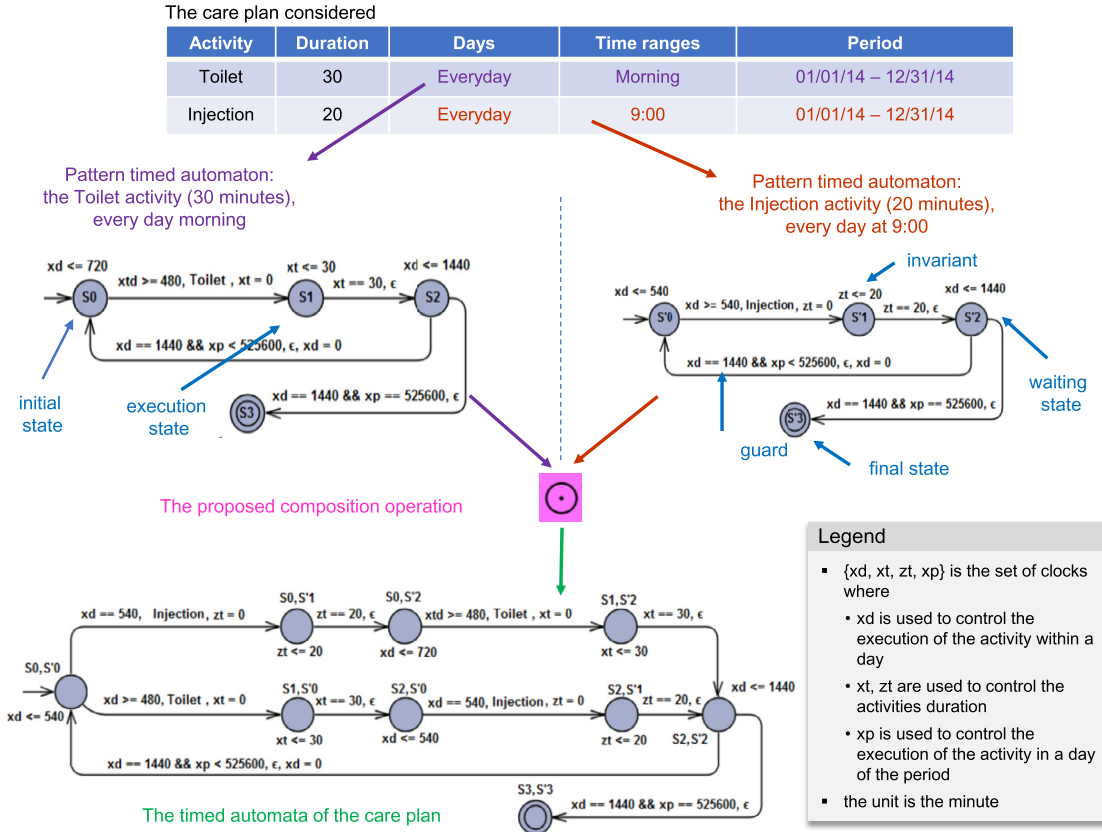 The care plan considered
Activity Duration Days Time ranges Period
Toilet 30 Everyday Morning 01/01/14 – 12/31/14
Injection 20 Everyday 9:00 01/01/14 – 12/31/14
Pattern timed automaton:
the Toilet activity (30 minutes),
every day morning
Pattern timed automaton:
the Injection activity (20 minutes),
every day at 9:00
xd <= 720
xtd >= 480, Toilet , xt = 0
xt <= 30
xt == 30, ϵ
xd <= 1440
S0
S1
S2
xd == 1440 && xp < 525600, ϵ, xd = 0
xd == 1440 && xp == 525600, ϵ
S3
initial
state
execution
state
invariant
xd <= 540
xd >= 540, Injection, zt = 0
zt <= 20
zt == 20, ϵ
xd <= 1440
S'0
S'1
S'2
xd == 1440 && xp < 525600, ϵ, xd = 0
xd == 1440 && xp == 525600, ϵ
S'3
waiting
state
guard
final state
The proposed composition operation
S0,S'0
xd <= 540
xd == 540, Injection, zt = 0
S0,S'1
zt <= 20
zt == 20, ϵ
S0,S'2
xd <= 720
xtd >= 480, Toilet , xt = 0
S1,S'2
xt <= 30
xt == 30, ϵ
xd <= 1440
xd >= 480, Toilet , xt = 0
S1,S'0
xt <= 30
xt == 30, ϵ
S2,S'0
xd <= 540
xd == 540, Injection, zt = 0
S2,S'1
zt <= 20
zt == 20, ϵ
S2,S'2
xd == 1440 && xp < 525600, ϵ, xd = 0
S3,S'3
xd == 1440 && xp == 525600, ϵ
The timed automata of the care plan
Legend
▪ {xd, xt, zt, xp} is the set of clocks
where
• xd is used to control the
execution of the activity within a
day
• xt, zt are used to control the
activities duration
• xp is used to control the
execution of the activity in a day
of the period
▪ the unit is the minute